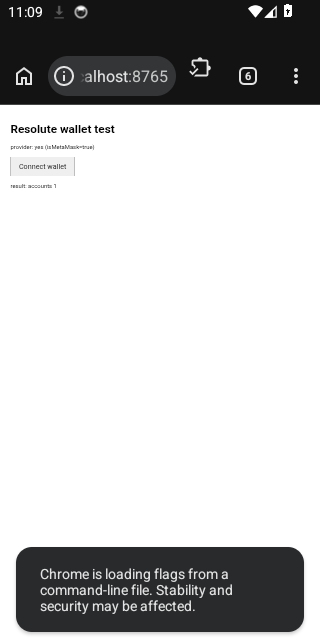 11:09
alhost:8765
6
Resolute wallet test
provider: yes (isMetaMask=true)
Connect wallet
result: accounts 1
Chrome is loading flags from a
command-line file. Stability and
security may be affected.